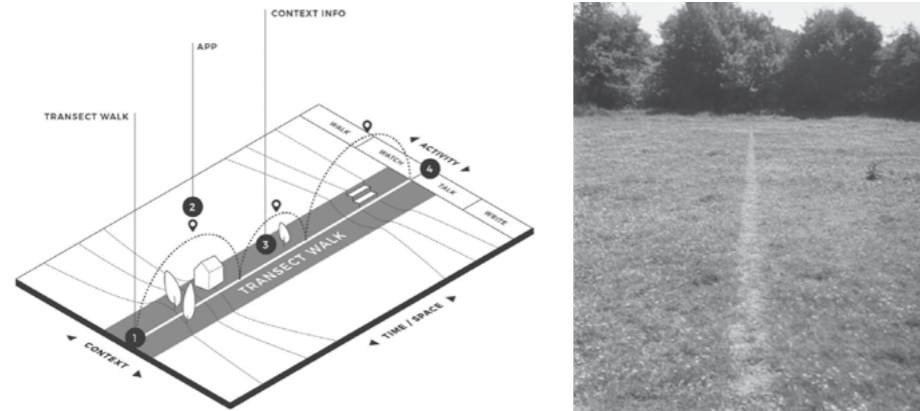 CONTEXT INFO
APP
TRANSECT WALK
WALK
WATCH
ACTIVITY
4
TALK
WRITE
2
3
TRANSECT WALK
1
CONTEXT
TIME / SPACE